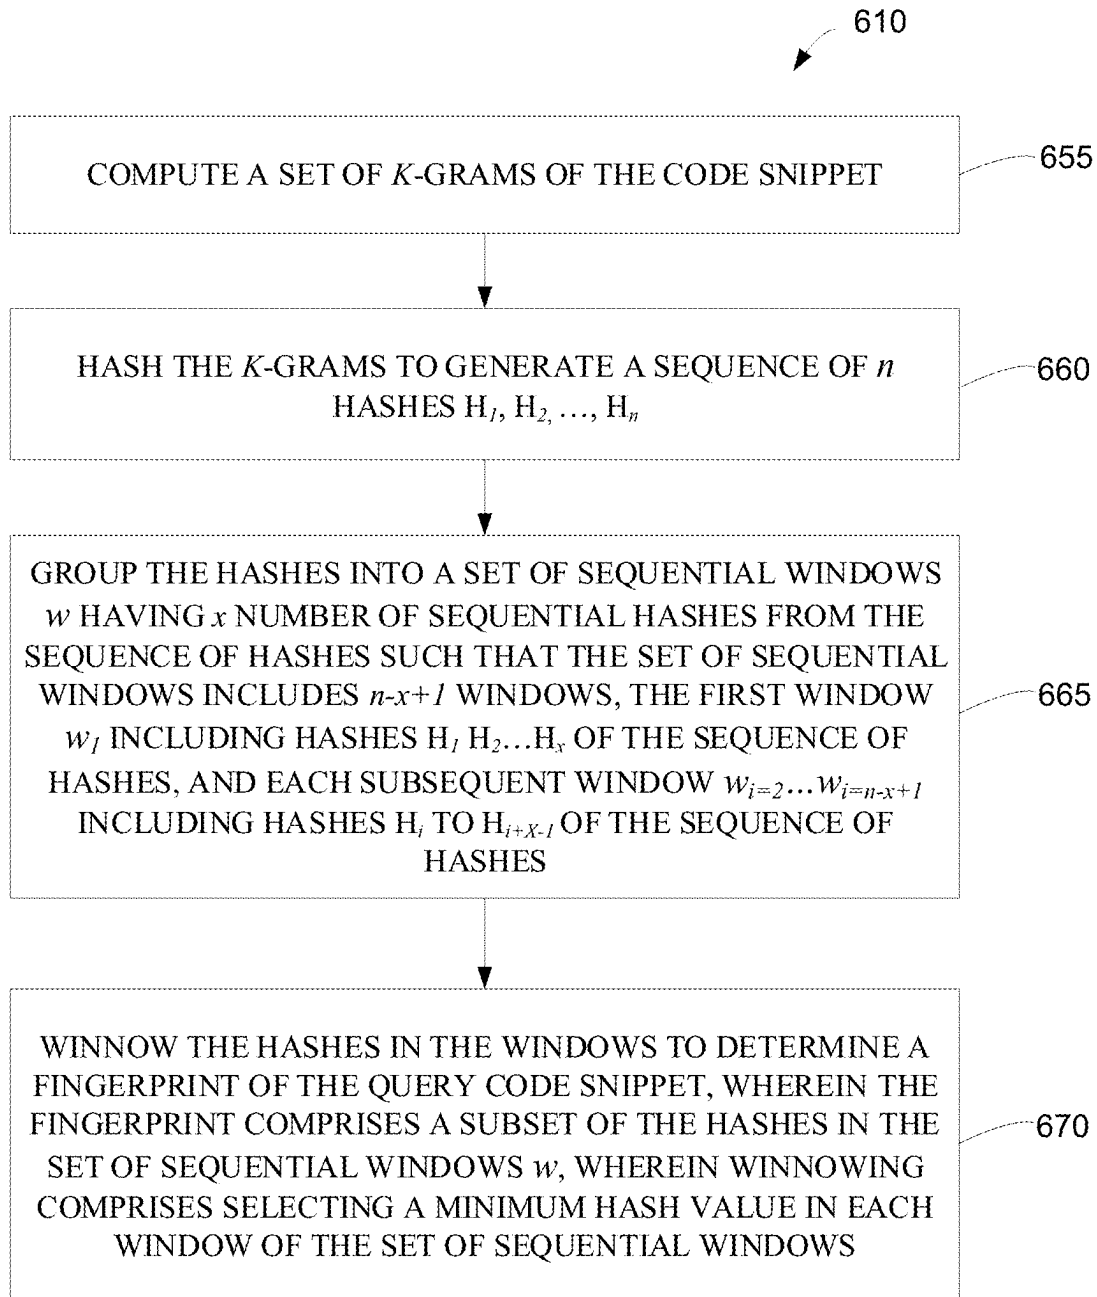 610
COMPUTE A SET OF K-GRAMS OF THE CODE SNIPPET
655
HASH THE K-GRAMS TO GENERATE A SEQUENCE OF n
HASHES H1, H2, …, Hn
660
GROUP THE HASHES INTO A SET OF SEQUENTIAL WINDOWS
w HAVING x NUMBER OF SEQUENTIAL HASHES FROM THE
SEQUENCE OF HASHES SUCH THAT THE SET OF SEQUENTIAL
WINDOWS INCLUDES n-x+1 WINDOWS, THE FIRST WINDOW
w1 INCLUDING HASHES H1 H2…Hx OF THE SEQUENCE OF
HASHES, AND EACH SUBSEQUENT WINDOW wi=2…wi=n-x+1
INCLUDING HASHES Hi TO Hi+X-1 OF THE SEQUENCE OF
HASHES
665
WINNOW THE HASHES IN THE WINDOWS TO DETERMINE A
FINGERPRINT OF THE QUERY CODE SNIPPET, WHEREIN THE
FINGERPRINT COMPRISES A SUBSET OF THE HASHES IN THE
SET OF SEQUENTIAL WINDOWS w, WHEREIN WINNOWING
COMPRISES SELECTING A MINIMUM HASH VALUE IN EACH
WINDOW OF THE SET OF SEQUENTIAL WINDOWS
670